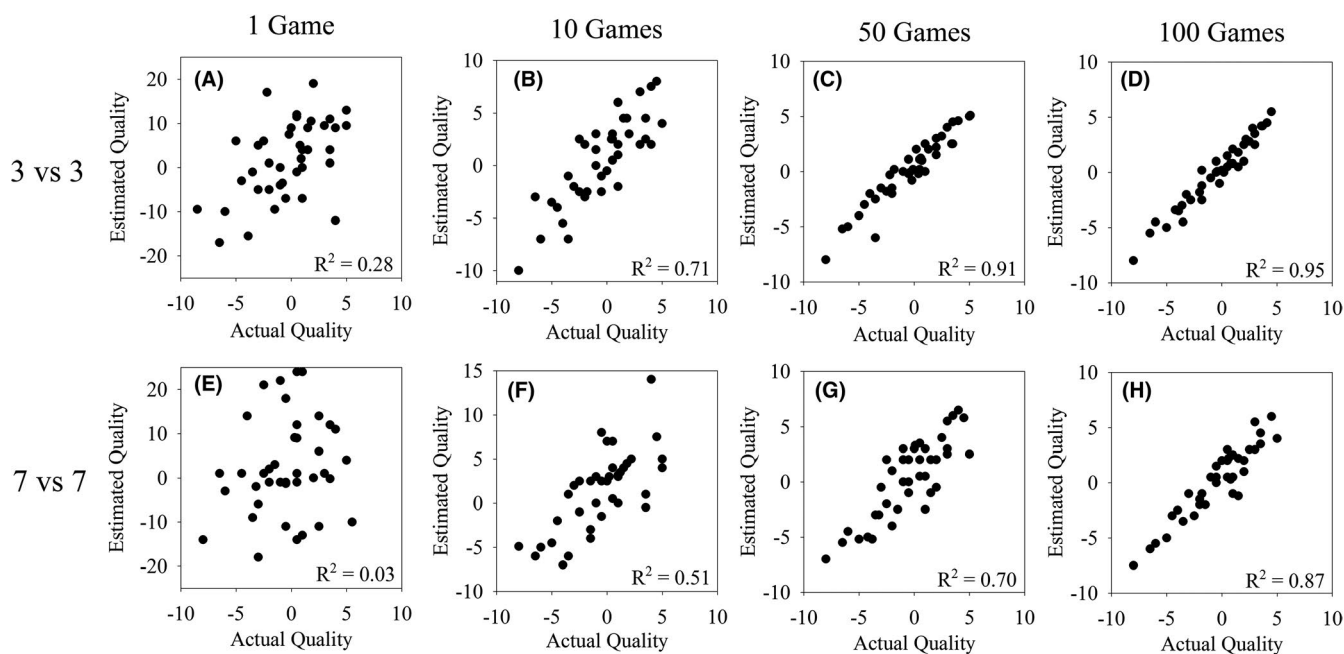 1 Game
10 Games
50 Games
100 Games
3 vs 3
(A)
Estimated Quality
20
10
0
-10
-20
R² = 0.28
-10 -5 0 5 10
Actual Quality
(B)
Estimated Quality
10
5
0
-5
-10
R² = 0.71
-10 -5 0 5 10
Actual Quality
(C)
Estimated Quality
10
5
0
-5
-10
R² = 0.91
-10 -5 0 5 10
Actual Quality
(D)
Estimated Quality
10
5
0
-5
-10
R² = 0.95
-10 -5 0 5 10
Actual Quality
7 vs 7
(E)
Estimated Quality
20
10
0
-10
-20
R² = 0.03
-10 -5 0 5 10
Actual Quality
(F)
Estimated Quality
15
10
5
0
-5
-10
R² = 0.51
-10 -5 0 5 10
Actual Quality
(G)
Estimated Quality
10
5
0
-5
-10
R² = 0.70
-10 -5 0 5 10
Actual Quality
(H)
Estimated Quality
10
5
0
-5
-10
R² = 0.87
-10 -5 0 5 10
Actual Quality